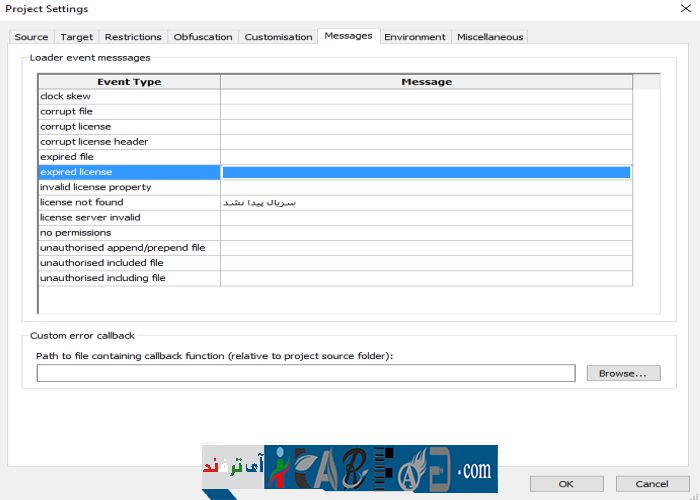 Project Settings
Source Target Restrictions Obfuscation Customisation Messages Environment Miscellaneous
Loader event messsages
Event Type Message
clock skew
corrupt file
corrupt license
corrupt license header
expired file
expired license
invalid license property
license not found سریال پیدا نشد
license server invalid
no permissions
unauthorised append/prepend file
unauthorised included file
unauthorised including file
Custom error callback
Path to file containing callback function (relative to project source folder):
Browse...
آی ترفند .com
OK Cancel